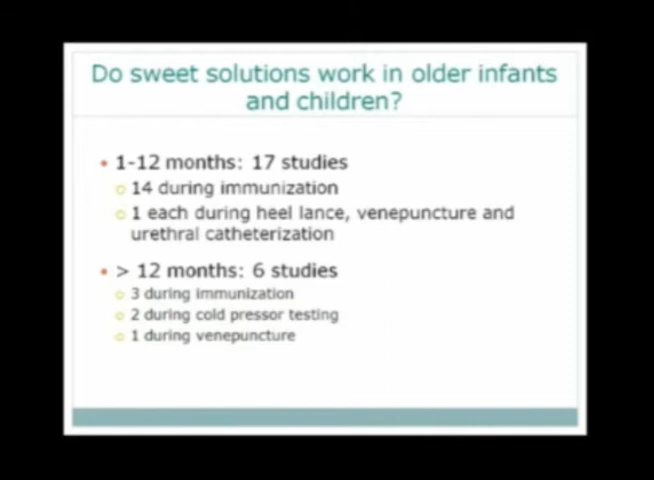 Do sweet solutions work in older infants
and children?
• 1-12 months: 17 studies
o 14 during immunization
o 1 each during heel lance, venepuncture and
urethral catheterization
• > 12 months: 6 studies
o 3 during immunization
o 2 during cold pressor testing
o 1 during venepuncture